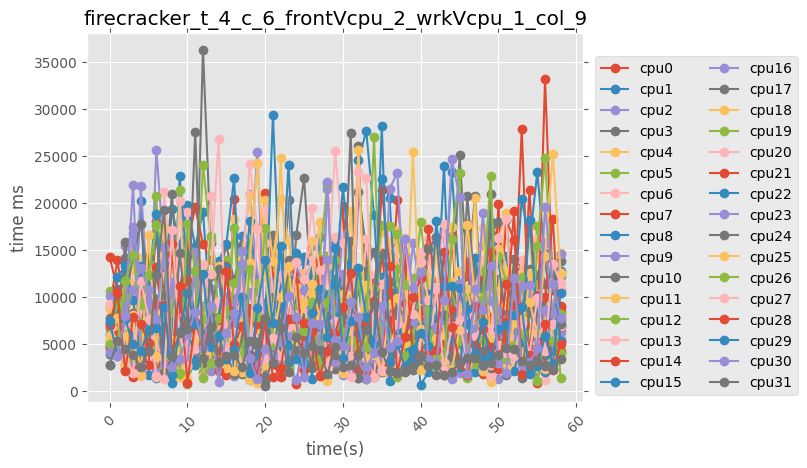 firecracker_t_4_c_6_frontVcpu_2_wrkVcpu_1_col_9
time ms
35000
30000
25000
20000
15000
10000
5000
0
0
10
20
30
40
50
60
time(s)
cpu0
cpu1
cpu2
cpu3
cpu4
cpu5
cpu6
cpu7
cpu8
cpu9
cpu10
cpu11
cpu12
cpu13
cpu14
cpu15
cpu16
cpu17
cpu18
cpu19
cpu20
cpu21
cpu22
cpu23
cpu24
cpu25
cpu26
cpu27
cpu28
cpu29
cpu30
cpu31